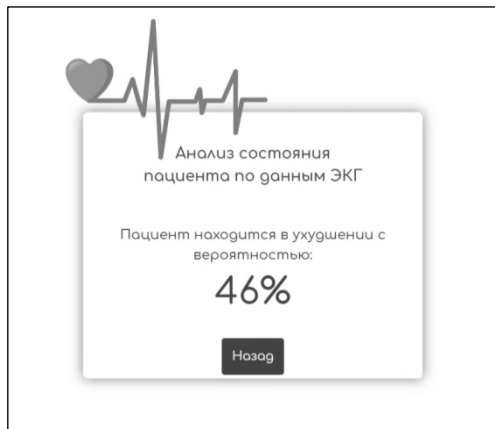 Анализ состояния
пациента по данным ЭКГ
Пациент находится в ухудшении с
вероятностью:
46%
Назад